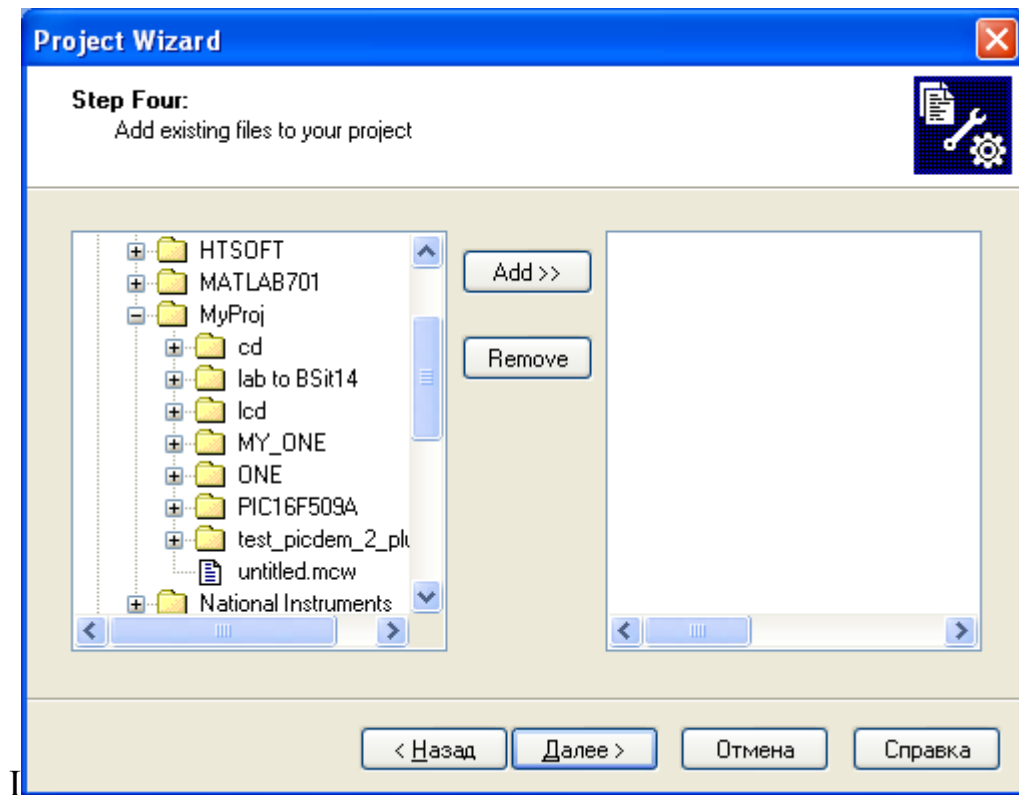 Project Wizard
Step Four:
Add existing files to your project
HTSOFT
MATLAB701
MyProj
cd
lab to BSit14
lcd
MY_ONE
ONE
PIC16F509A
test_picdem_2_plu
untitled.mcw
National Instruments
Add >>
Remove
< Назад
Далее >
Отмена
Справка
I